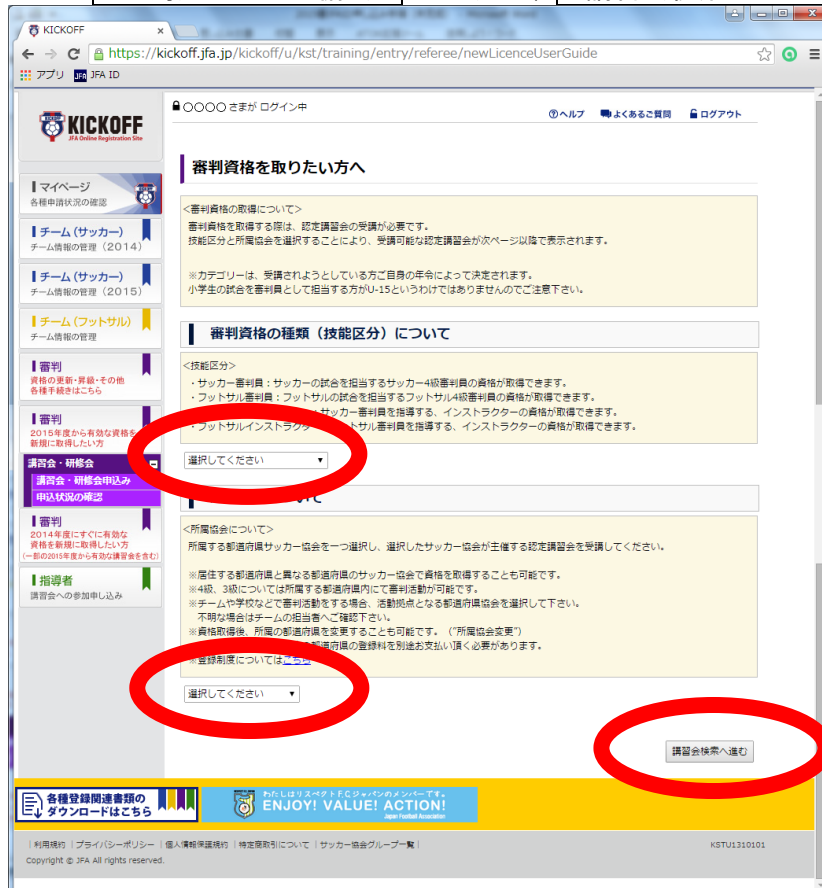 KICKOFF
https://kickoff.jfa.jp/kickoff/u/kst/training/entry/referee/newLicenceUserGuide
アプリ JFA JFA ID
KICKOFF
JFA Online Registration Site
○○○○ さまが ログイン中
ヘルプ よくあるご質問 ログアウト
マイページ
各種申請状況の確認
チーム (サッカー)
チーム情報の管理（2014）
チーム (サッカー)
チーム情報の管理（2015）
チーム (フットサル)
チーム情報の管理
審判
資格の更新・昇級・その他
各種手続きはこちら
審判
2015年度から有効な資格を
新規に取得したい方
講習会・研修会
講習会・研修会申込み
申込状況の確認
審判
2014年度にすぐに有効な
資格を新規に取得したい方
(一部の2015年度から有効な講習会を含む)
指導者
講習会への参加申し込み
審判資格を取りたい方へ
<審判資格の取得について>
審判資格を取得する際は、認定講習会の受講が必要です。
技能区分と所属協会を選択することにより、受講可能な認定講習会が次ページ以降で表示されます。
※カテゴリーは、受講されようとしている方ご自身の年令によって決定されます。
小学生の試合を審判員として担当する方がU-15というわけではありませんのでご注意下さい。
審判資格の種類（技能区分）について
<技能区分>
・サッカー審判員：サッカーの試合を担当するサッカー4級審判員の資格が取得できます。
・フットサル審判員：フットサルの試合を担当するフットサル4級審判員の資格が取得できます。
サッカー審判員を指導する、インストラクターの資格が取得できます。
・フットサルインストラクター トサル審判員を指導する、インストラクターの資格が取得できます。
選択してください
いて
<所属協会について>
所属する都道府県サッカー協会を一つ選択し、選択したサッカー協会が主催する認定講習会を受講してください。
※居住する都道府県と異なる都道府県のサッカー協会で資格を取得することも可能です。
※4級、3級については所属する都道府県内にて審判活動が可能です。
※チームや学校などで審判活動をする場合、活動拠点となる都道府県協会を選択して下さい。
不明な場合はチームの担当者へご確認下さい。
※資格取得後、所属の都道府県を変更することも可能です。（"所属協会変更"）
の都道府県の登録料を別途お支払い頂く必要があります。
※登録制度についてはこちら
選択してください
講習会検索へ進む
各種登録関連書類の
ダウンロードはこちら
わたしはリスペクトF.C.ジャパンのメンバーです。
ENJOY! VALUE! ACTION!
Japan Football Association
| 利用規約 | プライバシーポリシー | 個人情報保護規約 | 特定商取引について | サッカー協会グループ一覧 |
KSTU1310101
Copyright © JFA All rights reserved.